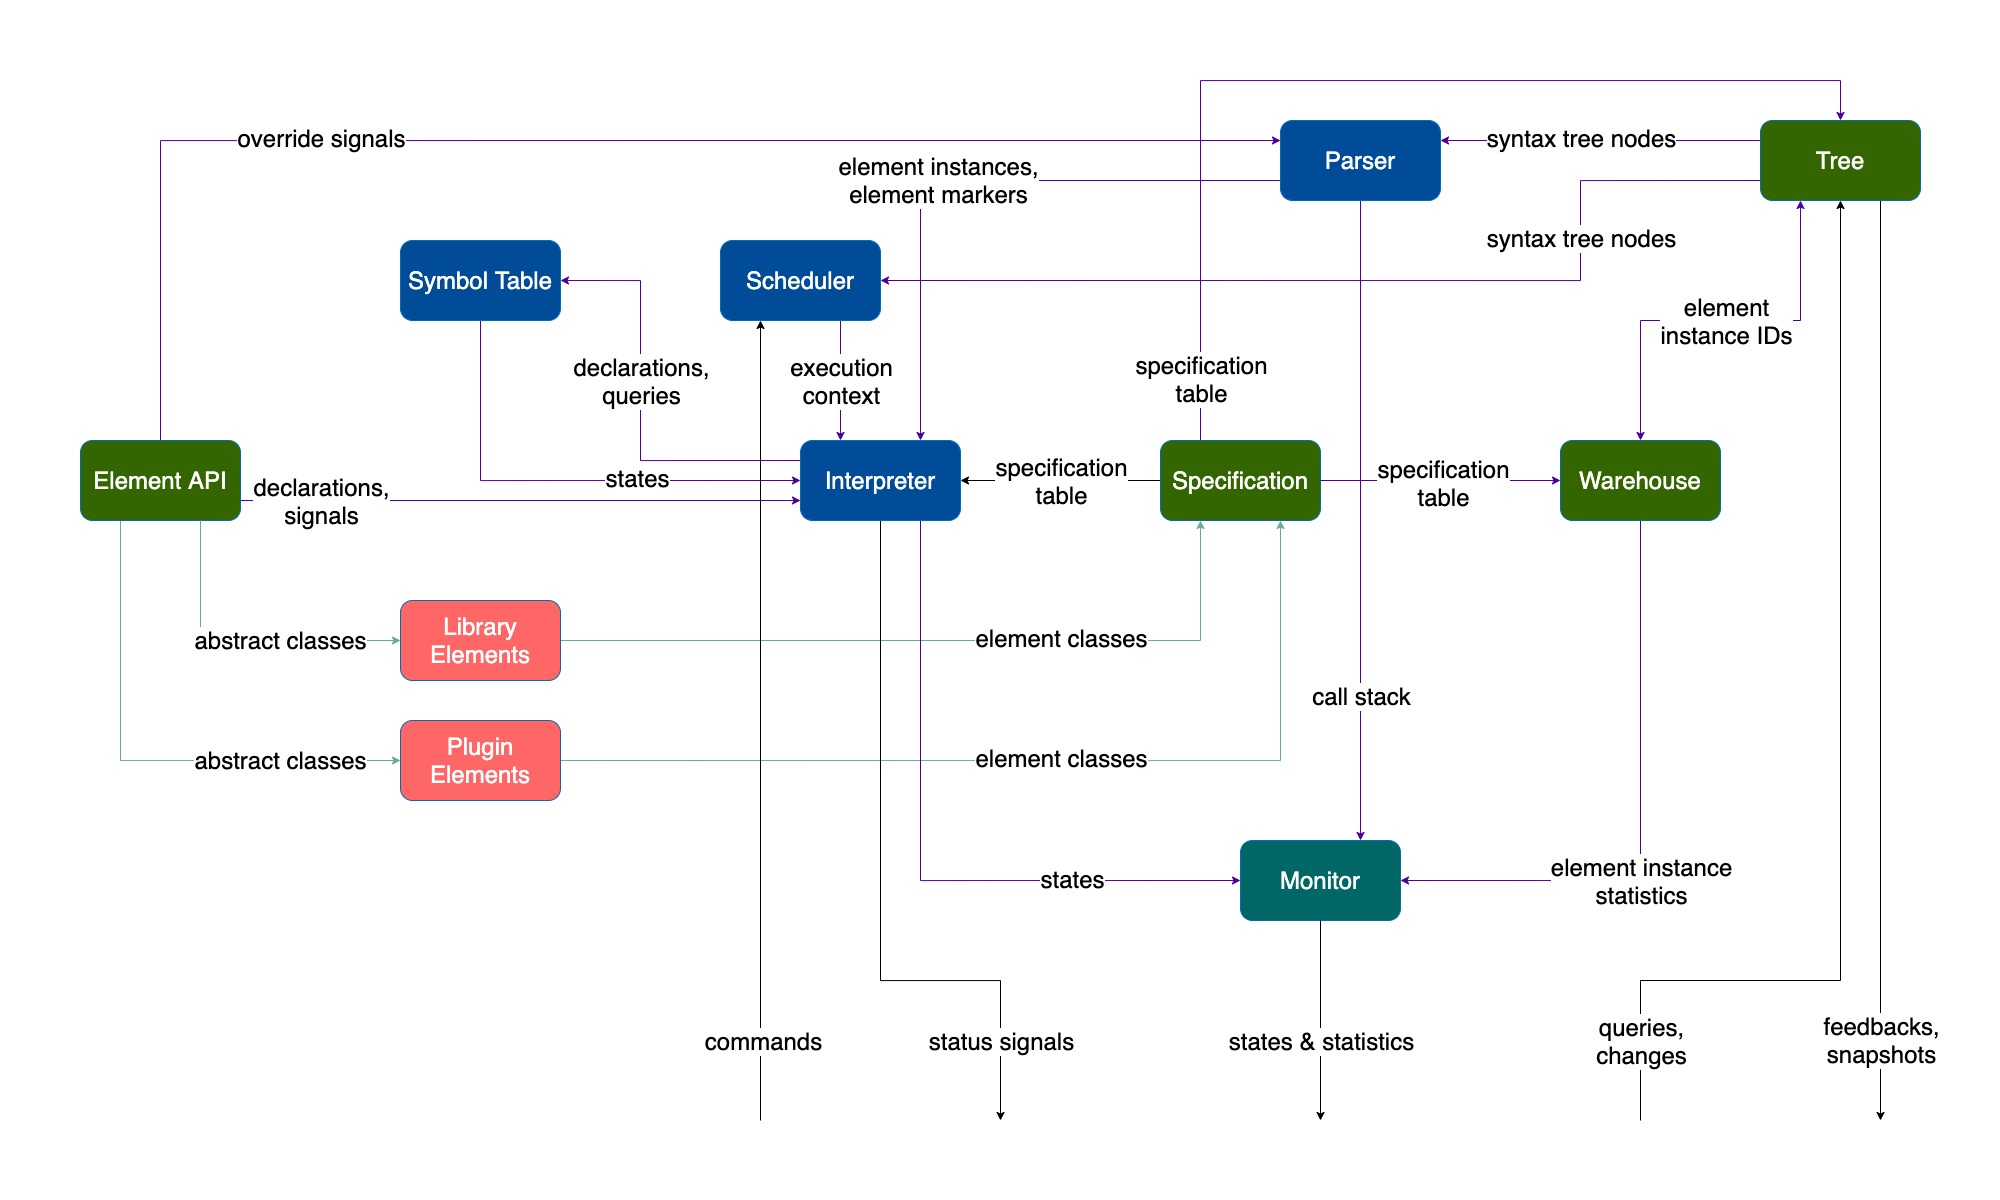 override signals
Parser
syntax tree nodes
Tree
element instances,
element markers
syntax tree nodes
Symbol Table
Scheduler
element
instance IDs
declarations,
queries
execution
context
specification
table
Element API
declarations,
signals
states
Interpreter
specification
table
Specification
specification
table
Warehouse
abstract classes
Library
Elements
element classes
call stack
abstract classes
Plugin
Elements
element classes
states
Monitor
element instance
statistics
commands
status signals
states & statistics
queries,
changes
feedbacks,
snapshots